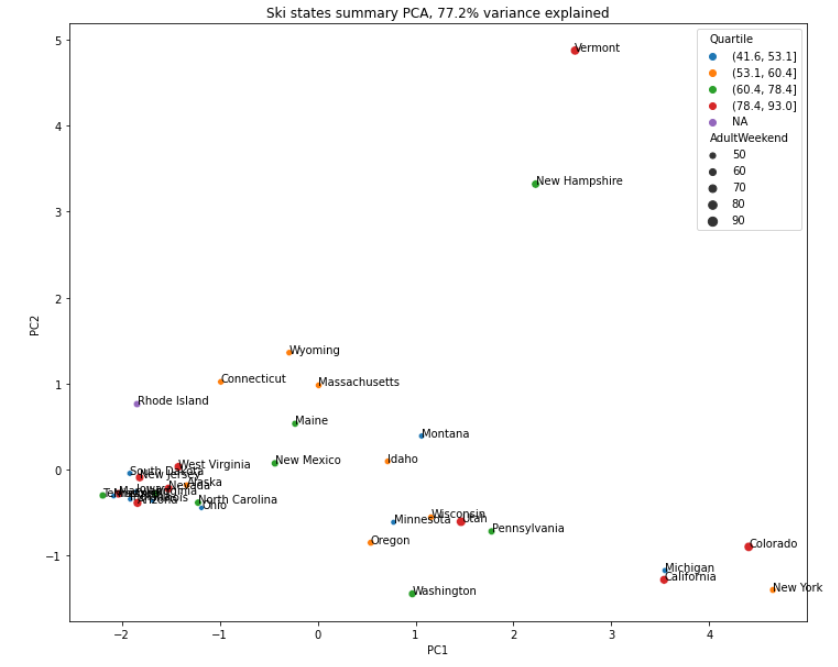 Ski states summary PCA, 77.2% variance explained
Quartile
(41.6, 53.1]
(53.1, 60.4]
(60.4, 78.4]
(78.4, 93.0]
NA
AdultWeekend
50
60
70
80
90
Vermont
New Hampshire
Wyoming
Connecticut
Massachusetts
Rhode Island
Maine
Montana
New Mexico
Idaho
West Virginia
South Dakota
New Jersey
Nevada
Alaska
Arizona
North Carolina
Ohio
Wisconsin
Minnesota
Utah
Pennsylvania
Oregon
Washington
Colorado
Michigan
California
New York
5
4
3
2
1
0
−1
PC2
−2
−1
0
1
2
3
4
PC1